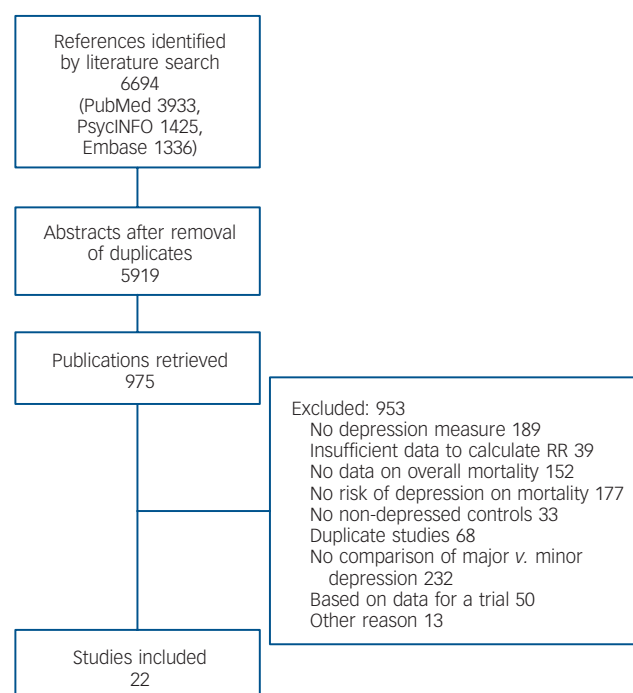 References identified
by literature search
6694
(PubMed 3933,
PsycINFO 1425,
Embase 1336)
Abstracts after removal
of duplicates
5919
Publications retrieved
975
Excluded: 953
No depression measure 189
Insufficient data to calculate RR 39
No data on overall mortality 152
No risk of depression on mortality 177
No non-depressed controls 33
Duplicate studies 68
No comparison of major v. minor
depression 232
Based on data for a trial 50
Other reason 13
Studies included
22